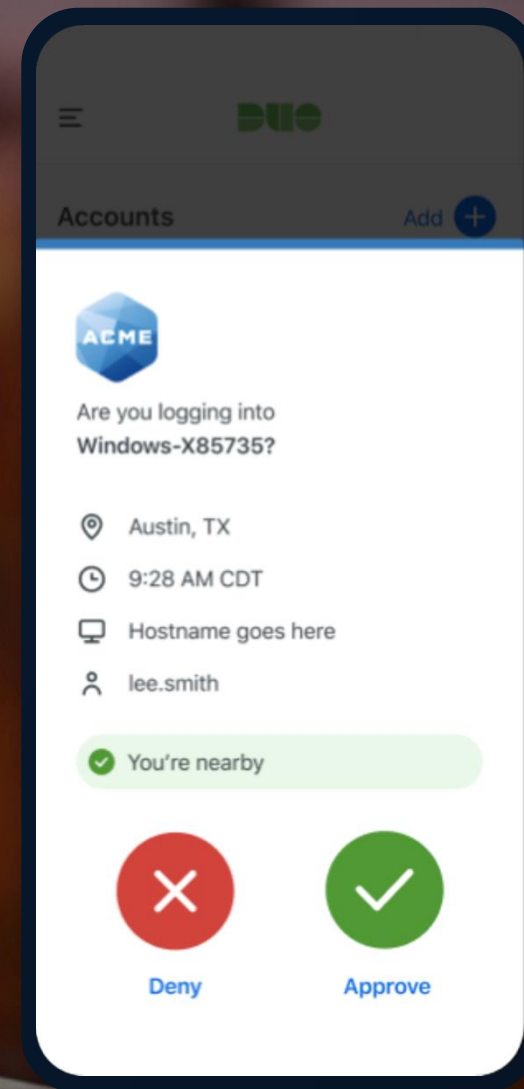 DUO
Accounts
Add
ACME
Are you logging into
Windows-X85735?
Austin, TX
9:28 AM CDT
Hostname goes here
lee.smith
You're nearby
Deny
Approve